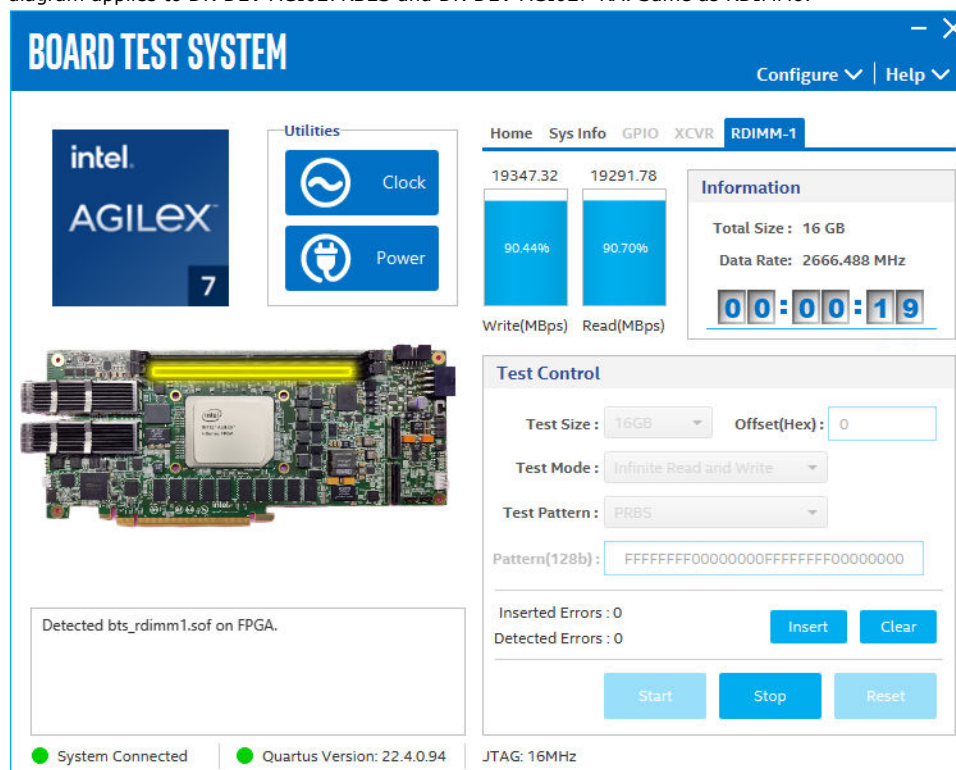 BOARD TEST SYSTEM
Configure | Help
intel.
AGILEX
7
Utilities
Clock
Power
Home Sys Info GPIO XCVR RDIMM-1
19347.32 19291.78
90.44% 90.70%
Write(MBps) Read(MBps)
Information
Total Size : 16 GB
Data Rate: 2666.488 MHz
00:00:19
Test Control
Test Size : 16GB Offset(Hex) : 0
Test Mode : Infinite Read and Write
Test Pattern : PRBS
Pattern(128b) : FFFFFFFF00000000FFFFFFFF00000000
Inserted Errors : 0
Detected Errors : 0
Insert Clear
Start Stop Reset
Detected bts_rdimm1.sof on FPGA.
System Connected Quartus Version: 22.4.0.94 JTAG: 16MHz